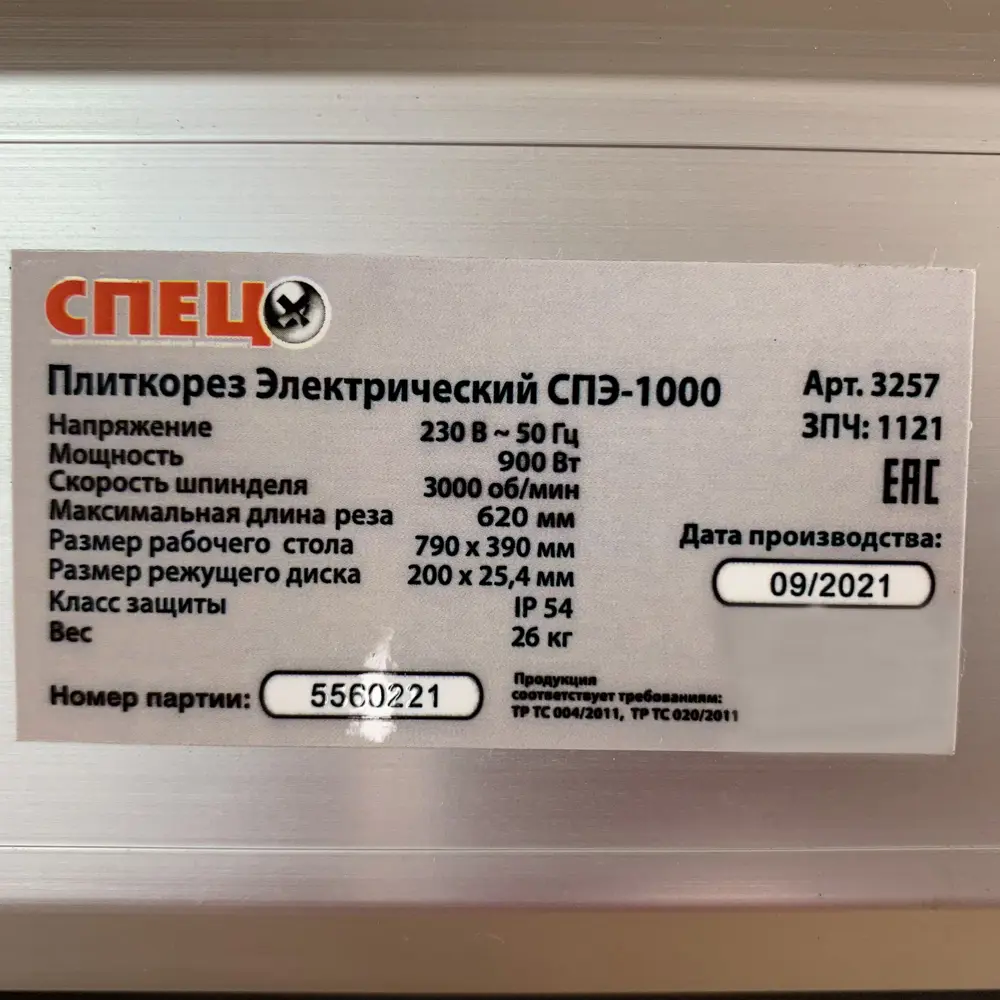 СПЕЦ
Плиткорез Электрический СПЭ-1000
Арт. 3257
ЗПЧ: 1121
Напряжение 230 В ~ 50 Гц
Мощность 900 Вт
Скорость шпинделя 3000 об/мин
Максимальная длина реза 620 мм
Размер рабочего стола 790 х 390 мм
Размер режущего диска 200 х 25,4 мм
Класс защиты IP 54
Вес 26 кг
EAC
Дата производства:
09/2021
Номер партии: 5560221
Продукция
соответствует требованиям:
ТР ТС 004/2011, ТР ТС 020/2011